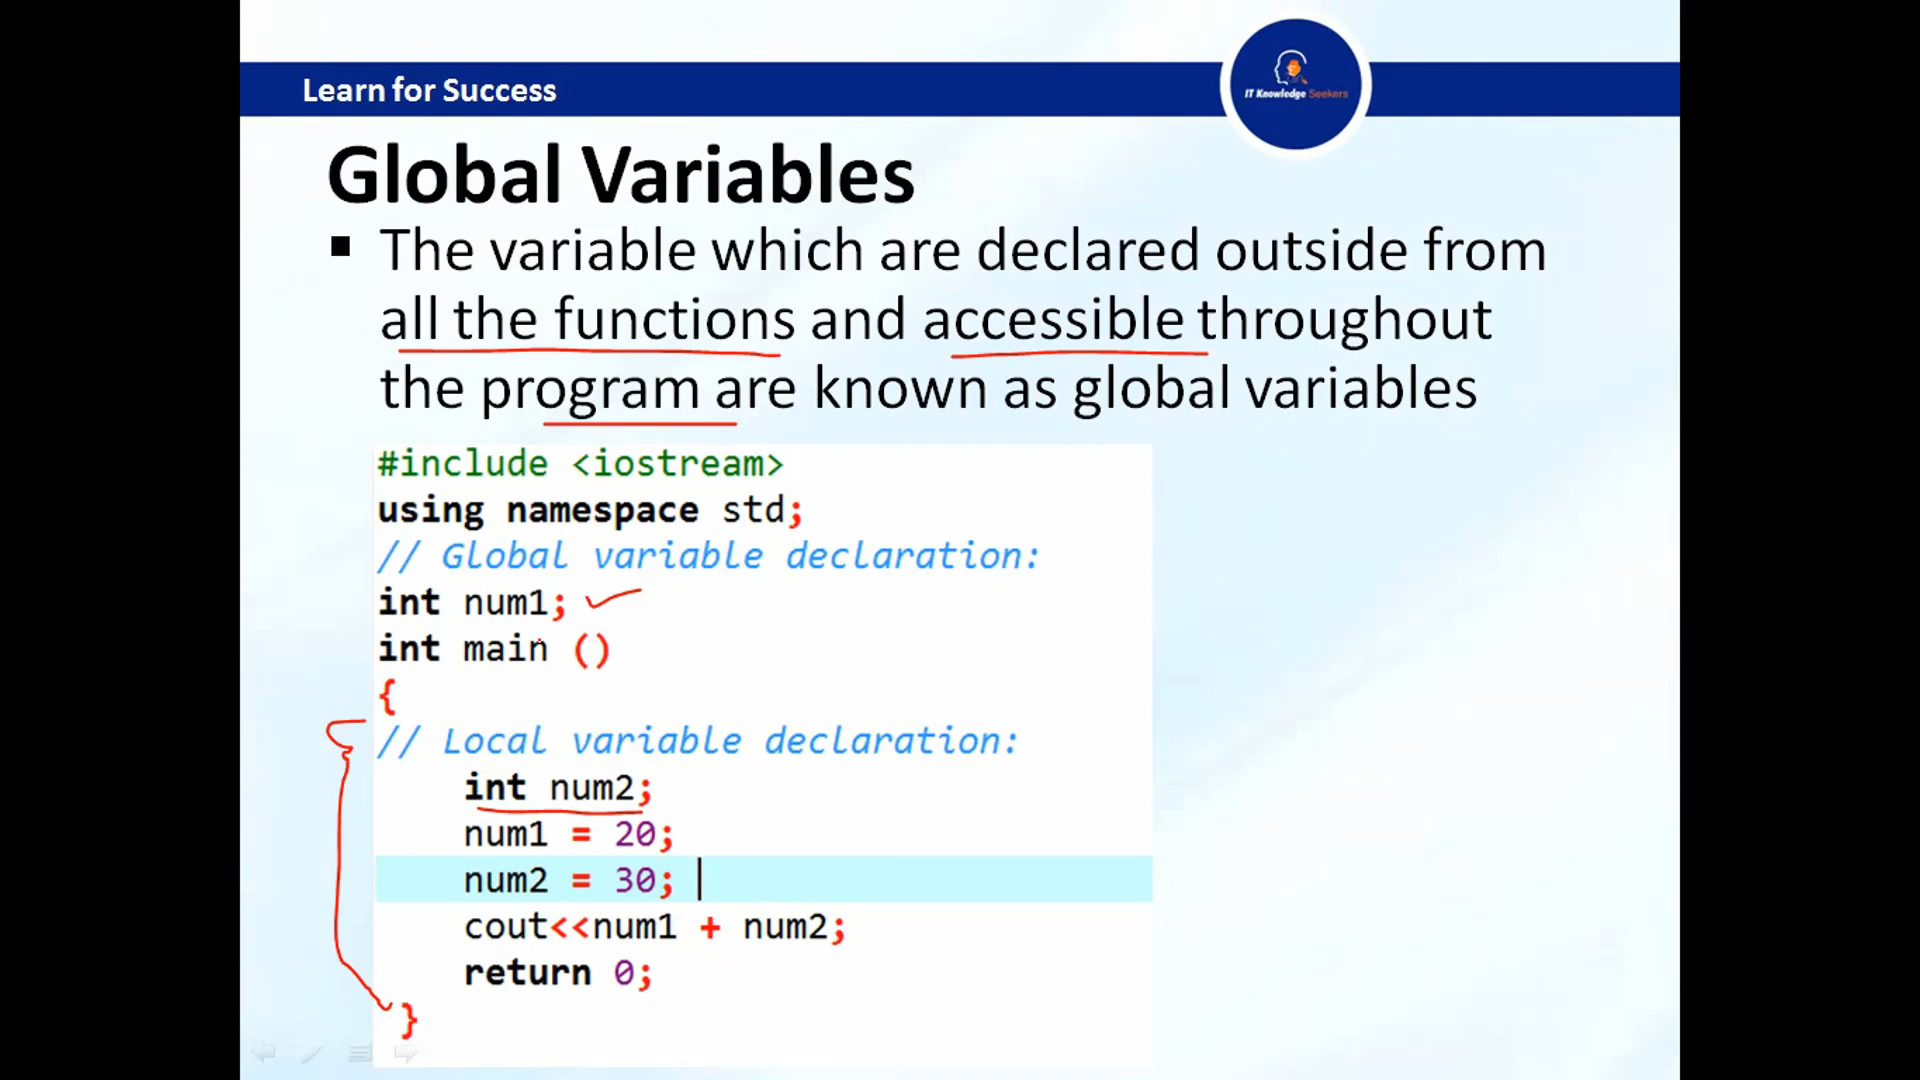 Learn for Success
IT Knowledge Seekers
Global Variables
▪ The variable which are declared outside from
all the functions and accessible throughout
the program are known as global variables
#include <iostream>
using namespace std;
// Global variable declaration:
int num1;
int main ()
{
// Local variable declaration:
int num2;
num1 = 20;
num2 = 30;
cout<<num1 + num2;
return 0;
}